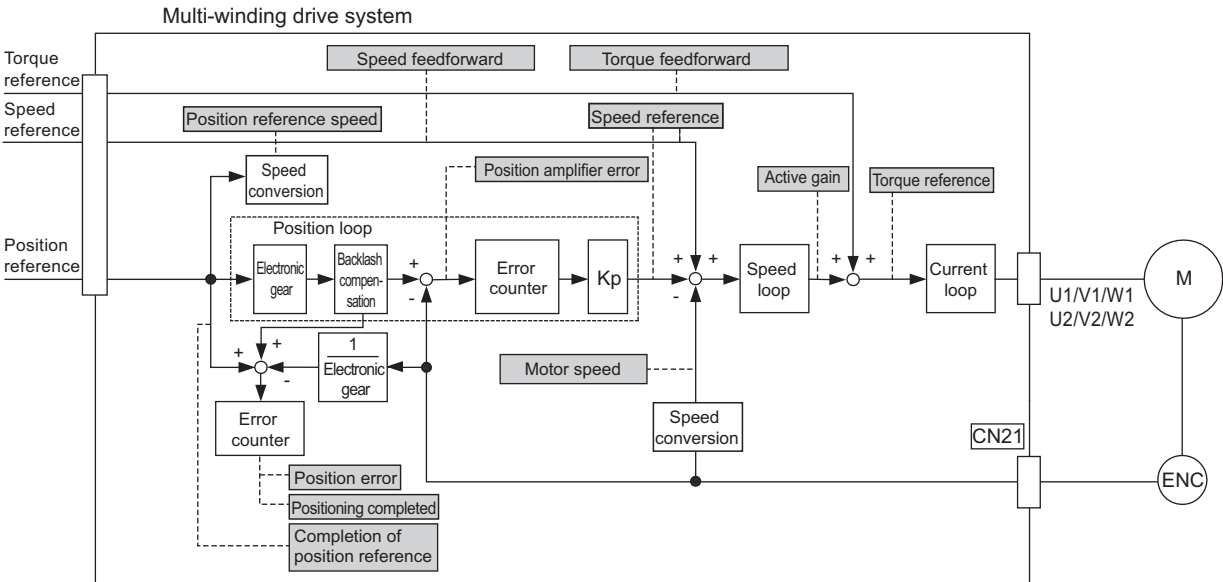 Multi-winding drive system
Torque
reference
Speed feedforward
Torque feedforward
Speed
reference
Position reference speed
Speed reference
Speed
conversion
Position amplifier error
Active gain
Torque reference
Position loop
Position
reference
Electronic
gear
Backlash
compen-
sation
+
-
Error
counter
Kp
+
+
+
-
Speed
loop
+
+
Current
loop
M
U1/V1/W1
U2/V2/W2
+
+
-
1
Electronic
gear
Motor speed
Error
counter
Speed
conversion
CN21
Position error
ENC
Positioning completed
Completion of
position reference